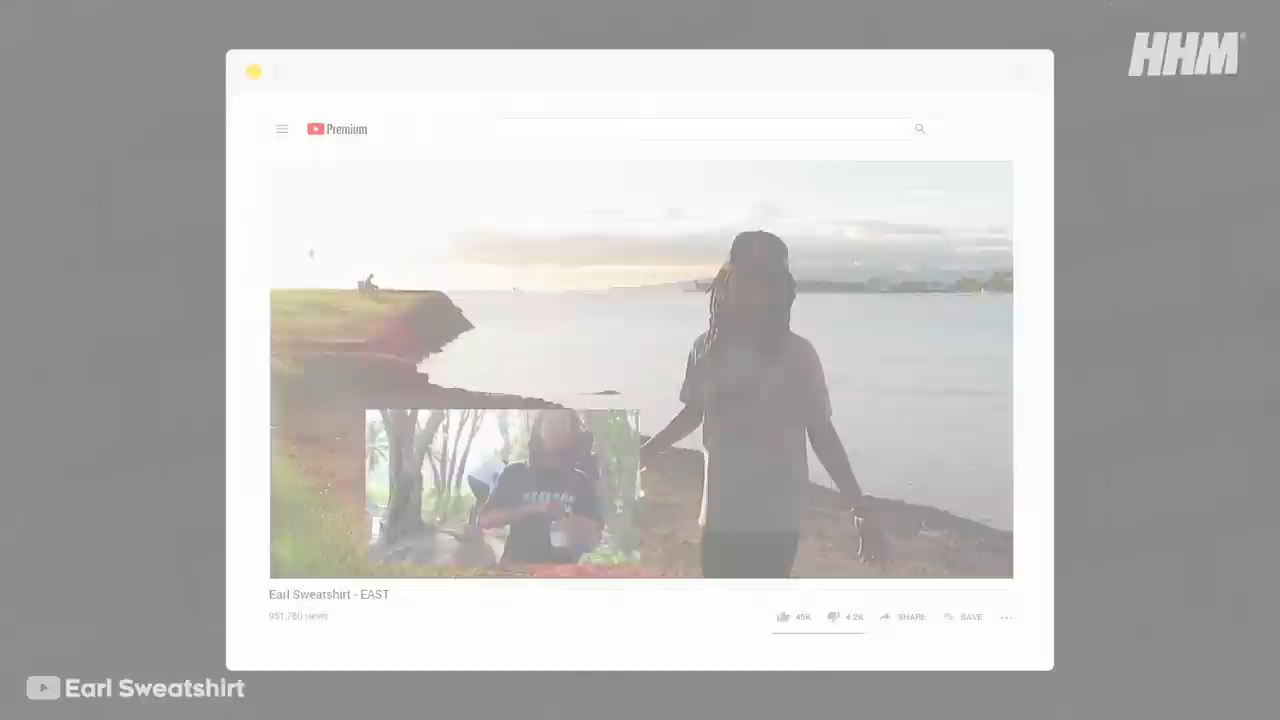 HHM
Premium
Earl Sweatshirt - EAST
951,780 views
45K
4.2K
SHARE
SAVE
Earl Sweatshirt